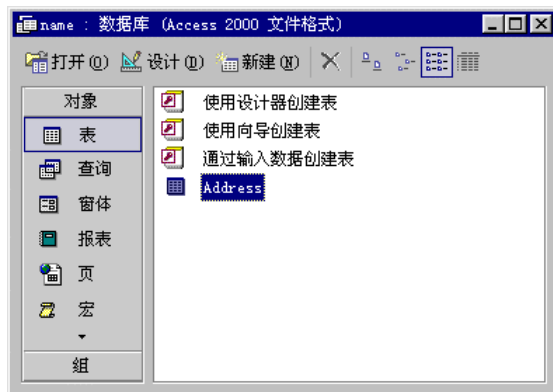 name : 数据库 (Access 2000 文件格式)
打开(O) 设计(D) 新建(N)
对象
表
查询
窗体
报表
页
宏
组
使用设计器创建表
使用向导创建表
通过输入数据创建表
Address